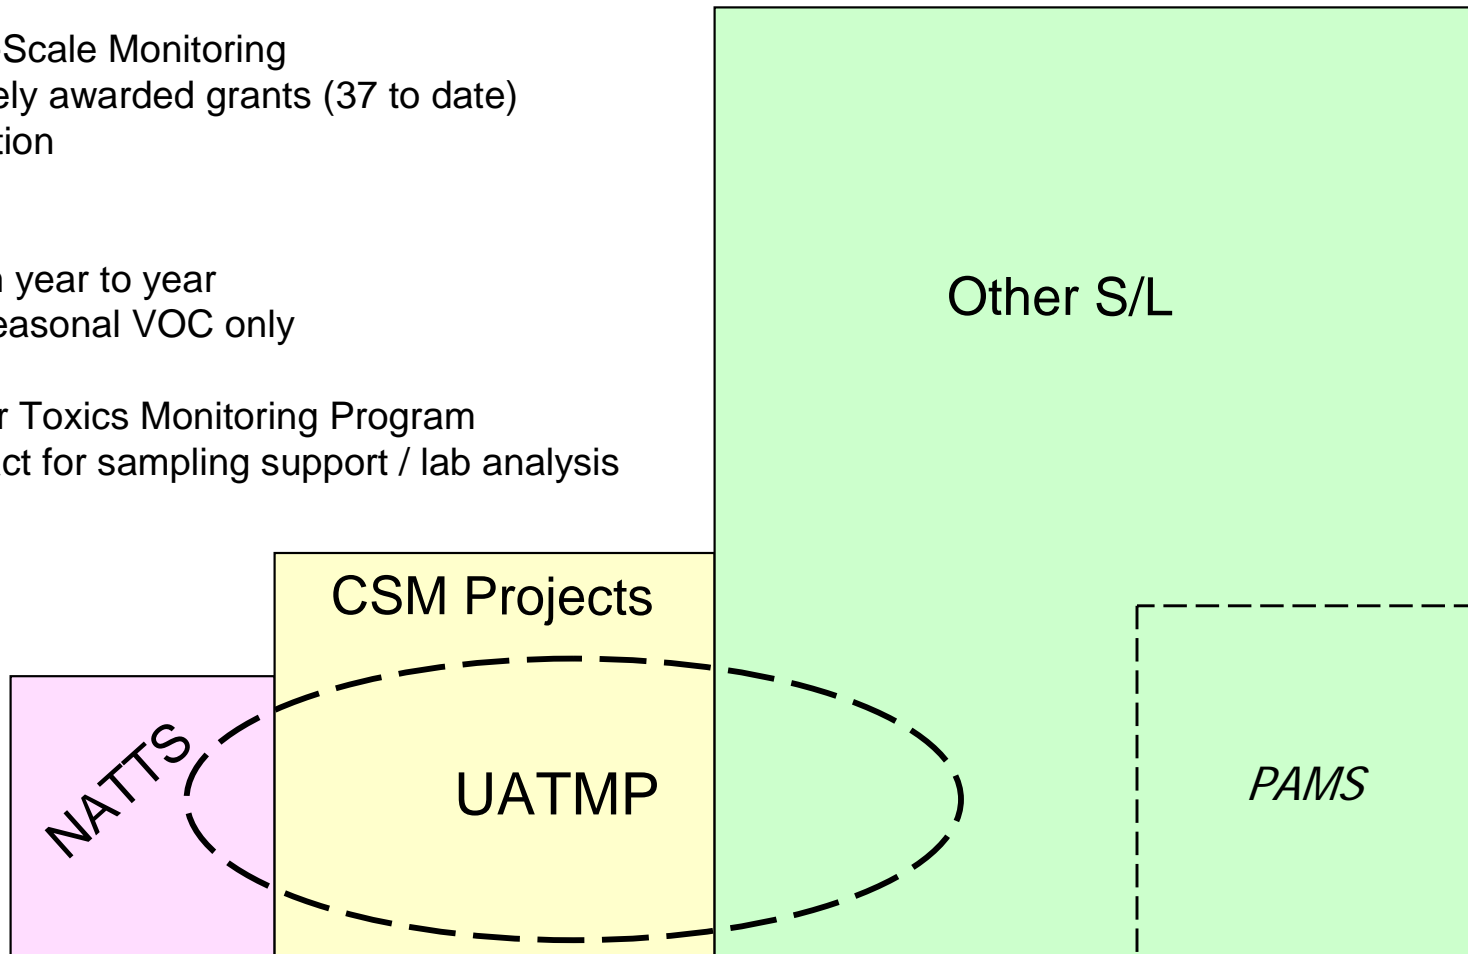 Scale Monitoring
ely awarded grants (37 to date)
tion
year to year
easonal VOC only
r Toxics Monitoring Program
ct for sampling support / lab analysis
Other S/L
CSM Projects
NATTS
UATMP
PAMS